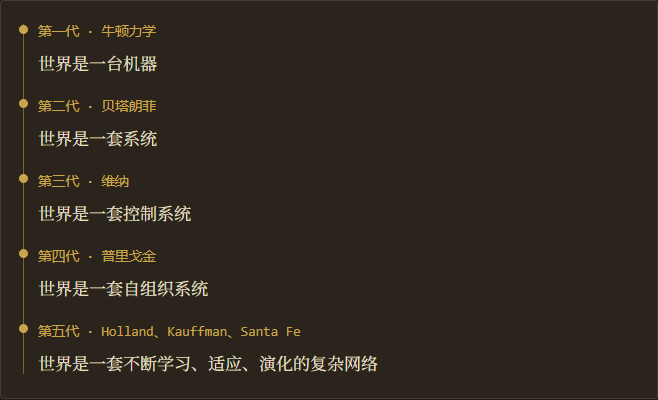 第一代 · 牛顿力学
世界是一台机器
第二代 · 贝塔朗菲
世界是一套系统
第三代 · 维纳
世界是一套控制系统
第四代 · 普里戈金
世界是一套自组织系统
第五代 · Holland、Kauffman、Santa Fe
世界是一套不断学习、适应、演化的复杂网络